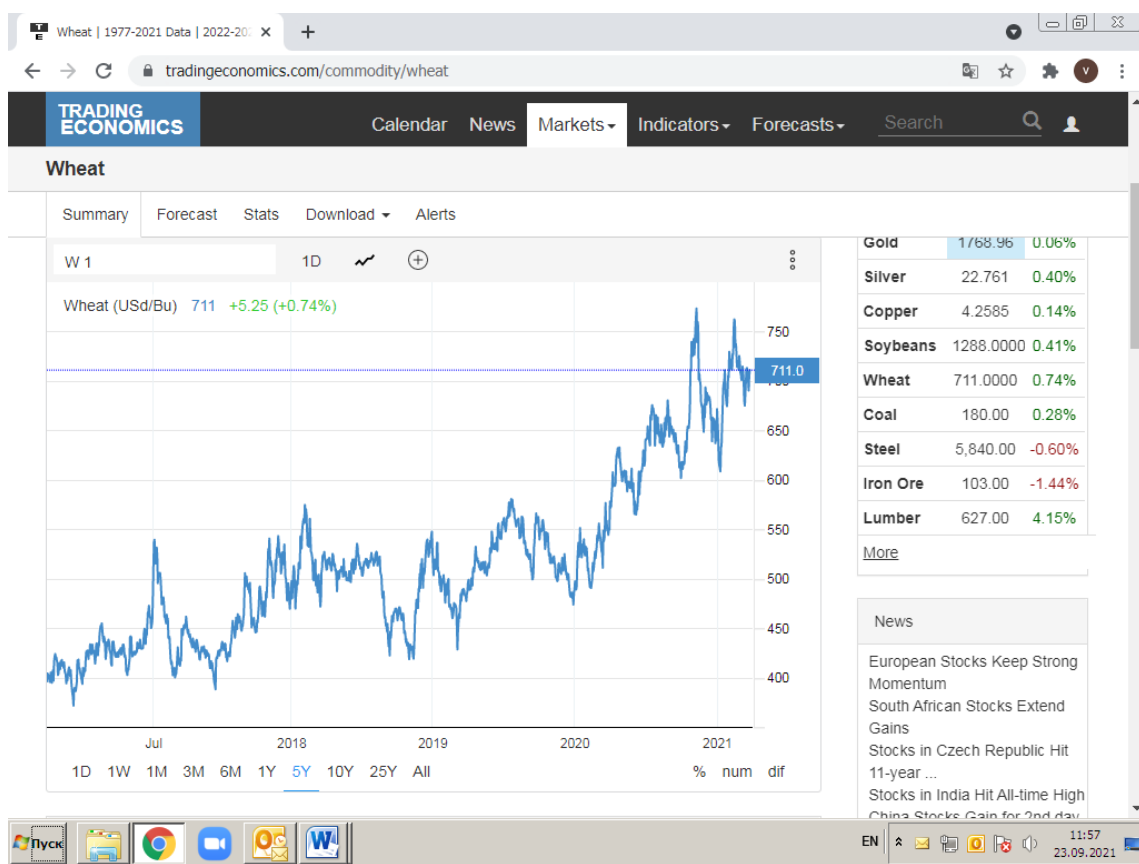 Wheat | 1977-2021 Data | 2022-20
tradingeconomics.com/commodity/wheat
V
TRADING
ECONOMICS
Calendar News Markets Indicators Forecasts Search
Wheat
Summary Forecast Stats Download Alerts
W 1 1D
Wheat (USd/Bu) 711 +5.25 (+0.74%)
750
711.0
650
600
550
500
450
400
Jul 2018 2019 2020 2021
1D 1W 1M 3M 6M 1Y 5Y 10Y 25Y All % num dif
Gold 1768.96 0.06%
Silver 22.761 0.40%
Copper 4.2585 0.14%
Soybeans 1288.0000 0.41%
Wheat 711.0000 0.74%
Coal 180.00 0.28%
Steel 5,840.00 -0.60%
Iron Ore 103.00 -1.44%
Lumber 627.00 4.15%
More
News
European Stocks Keep Strong
Momentum
South African Stocks Extend
Gains
Stocks in Czech Republic Hit
11-year ...
Stocks in India Hit All-time High
China Stocks Gain for 2nd day
Пуск
EN
11:57
23.09.2021